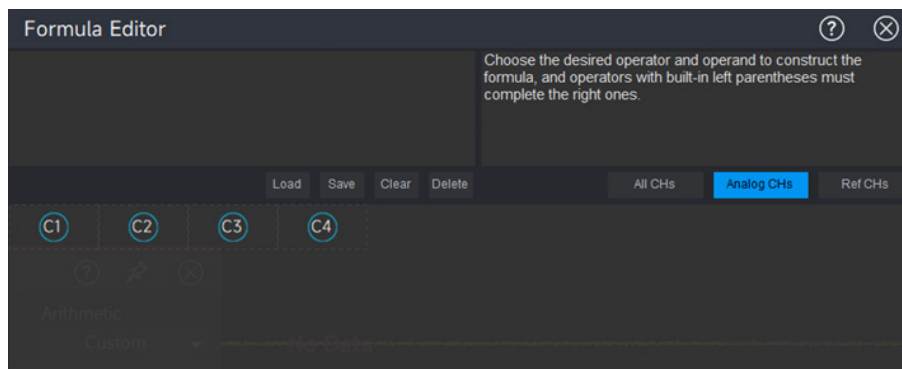 Formula Editor
?
Choose the desired operator and operand to construct the
formula, and operators with built-in left parentheses must
complete the right ones.
Load Save Clear Delete All CHs Analog CHs Ref CHs
C1 C2 C3 C4
?
Arithmetic
Custom
No Data